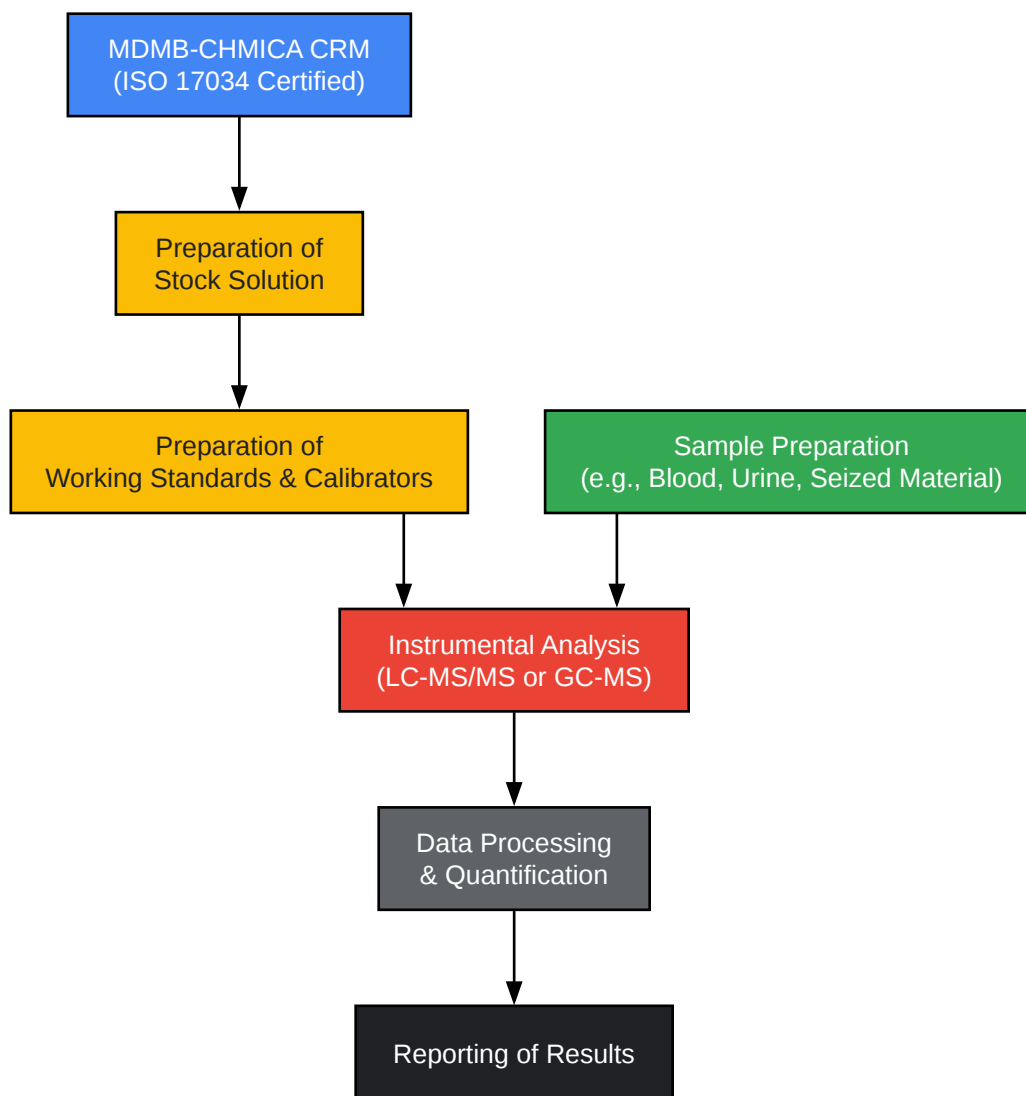 MDMB-CHMICA CRM
(ISO 17034 Certified)
Preparation of
Stock Solution
Preparation of
Working Standards & Calibrators
Sample Preparation
(e.g., Blood, Urine, Seized Material)
Instrumental Analysis
(LC-MS/MS or GC-MS)
Data Processing
& Quantification
Reporting of Results